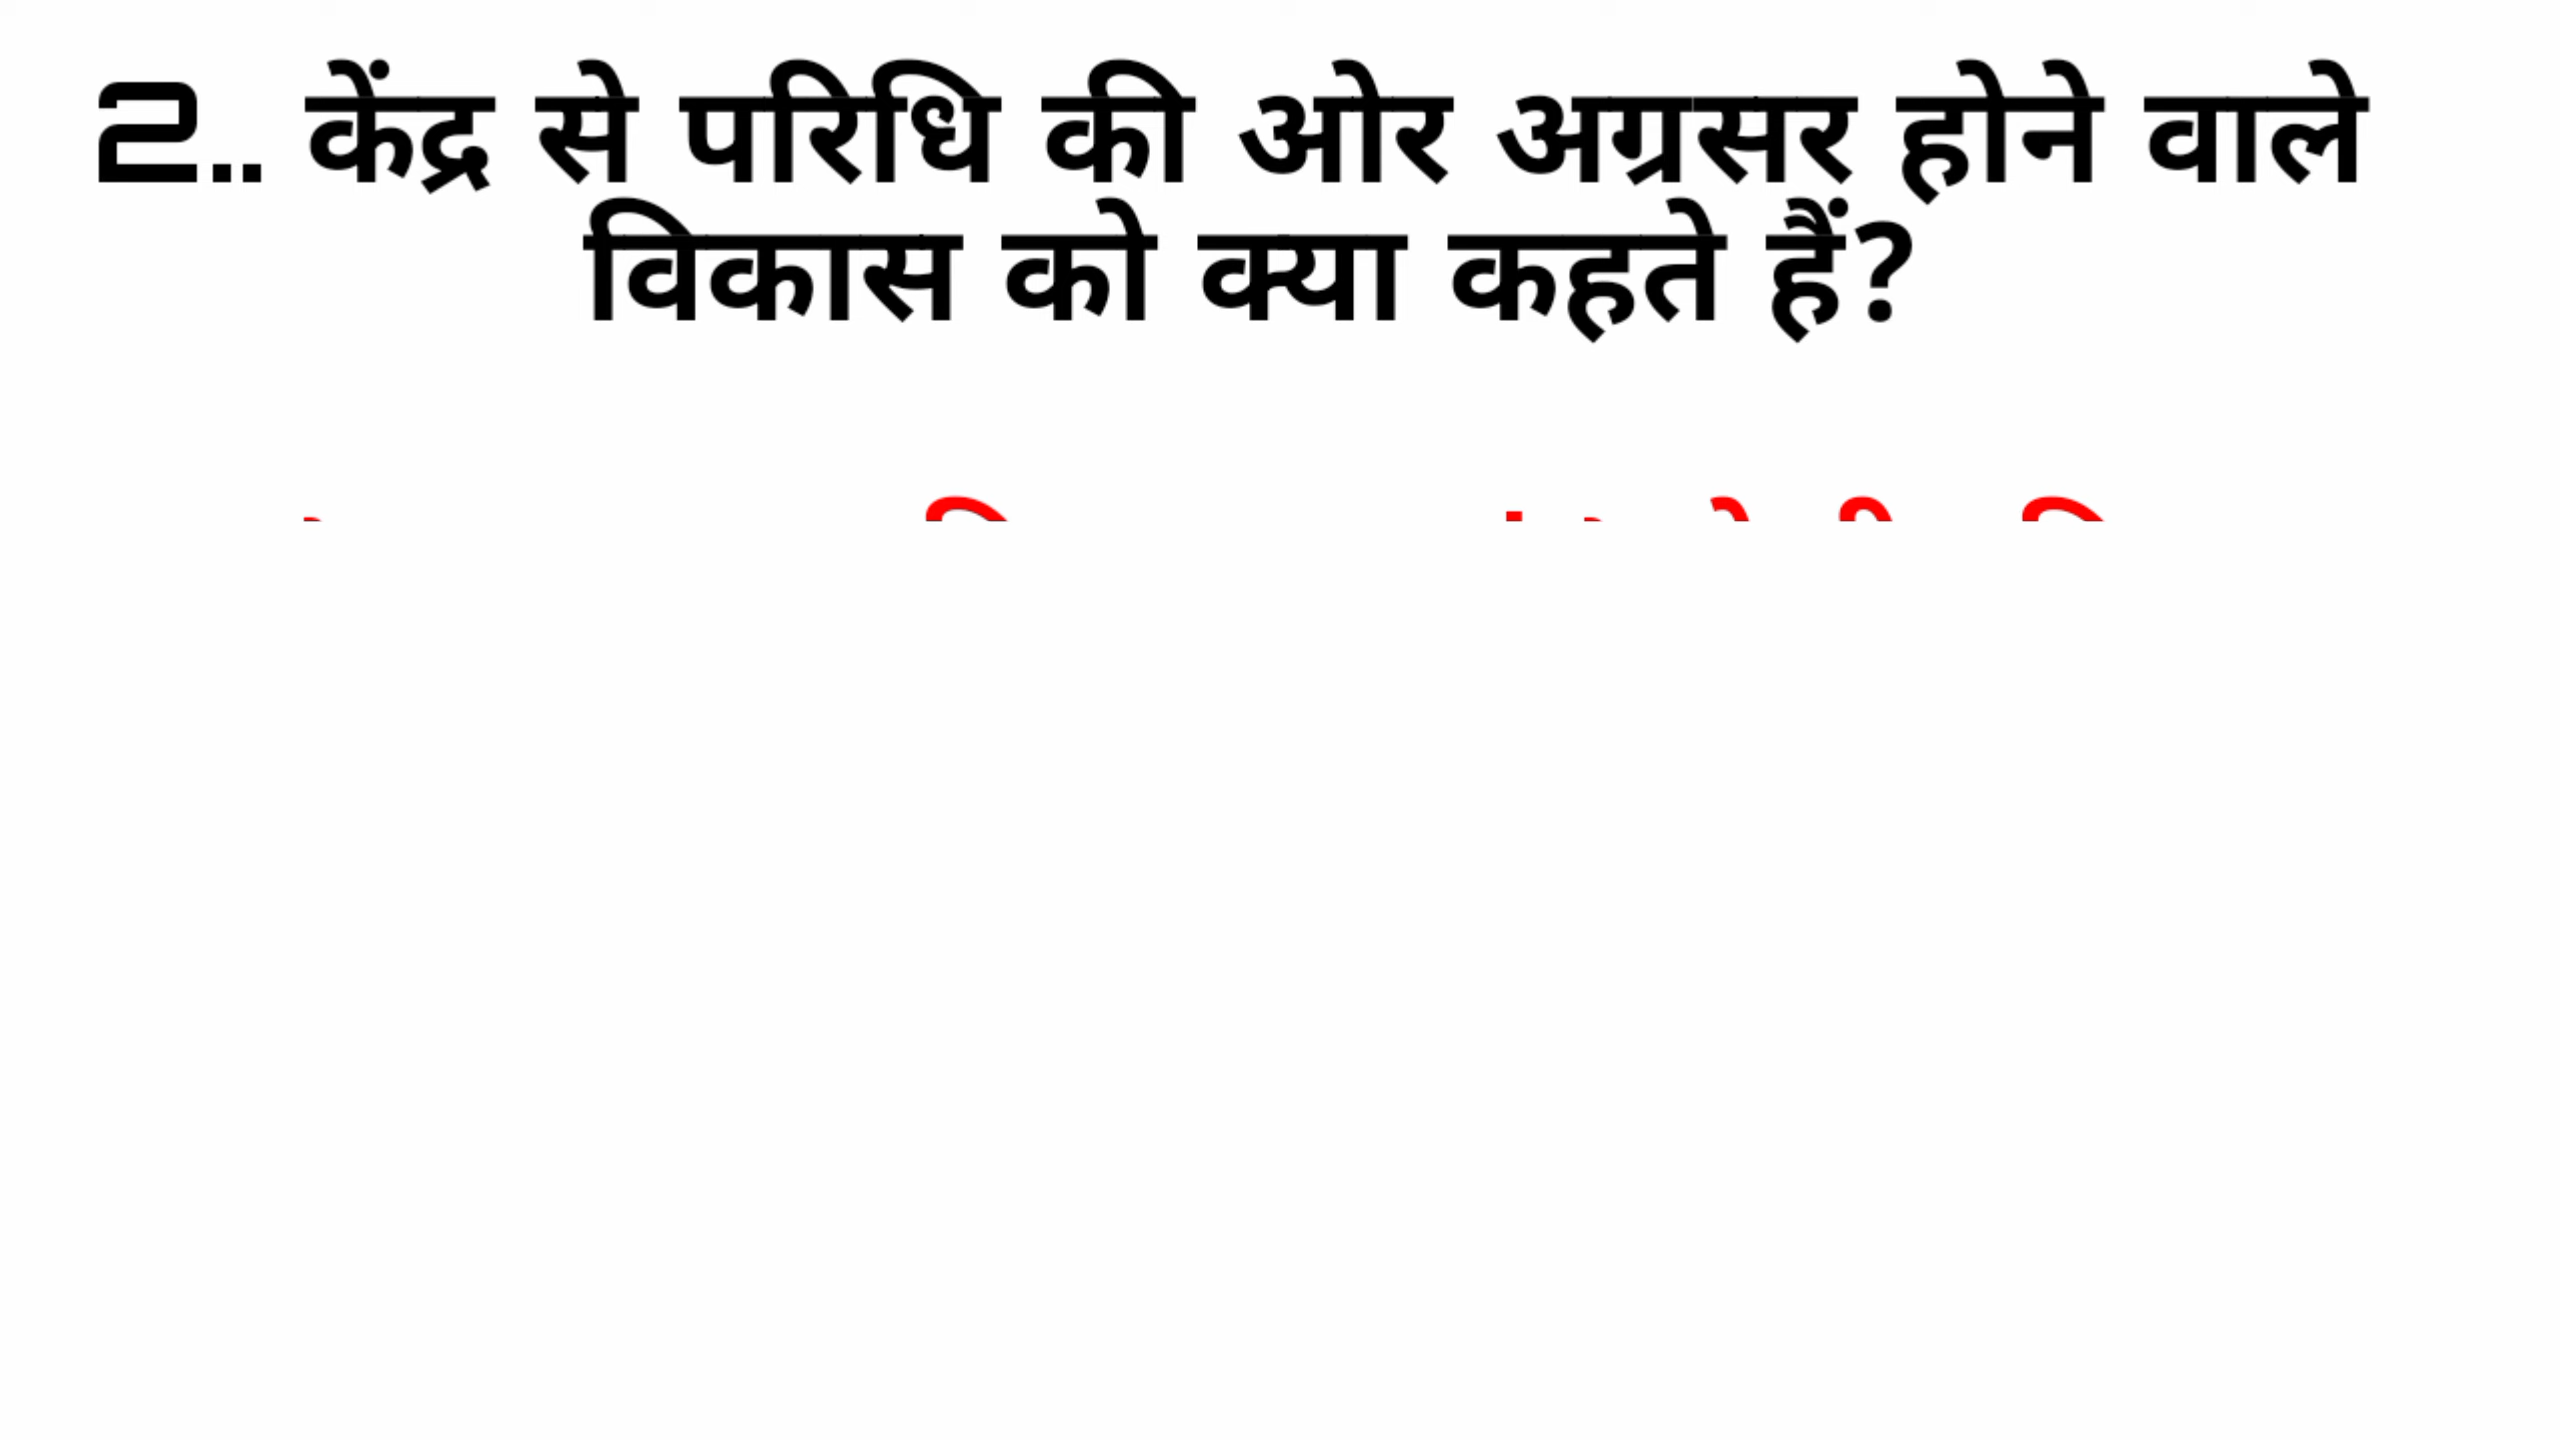 2.. केंद्र से परिधि की ओर अग्रसर होने वाले
विकास को क्या कहते हैं?